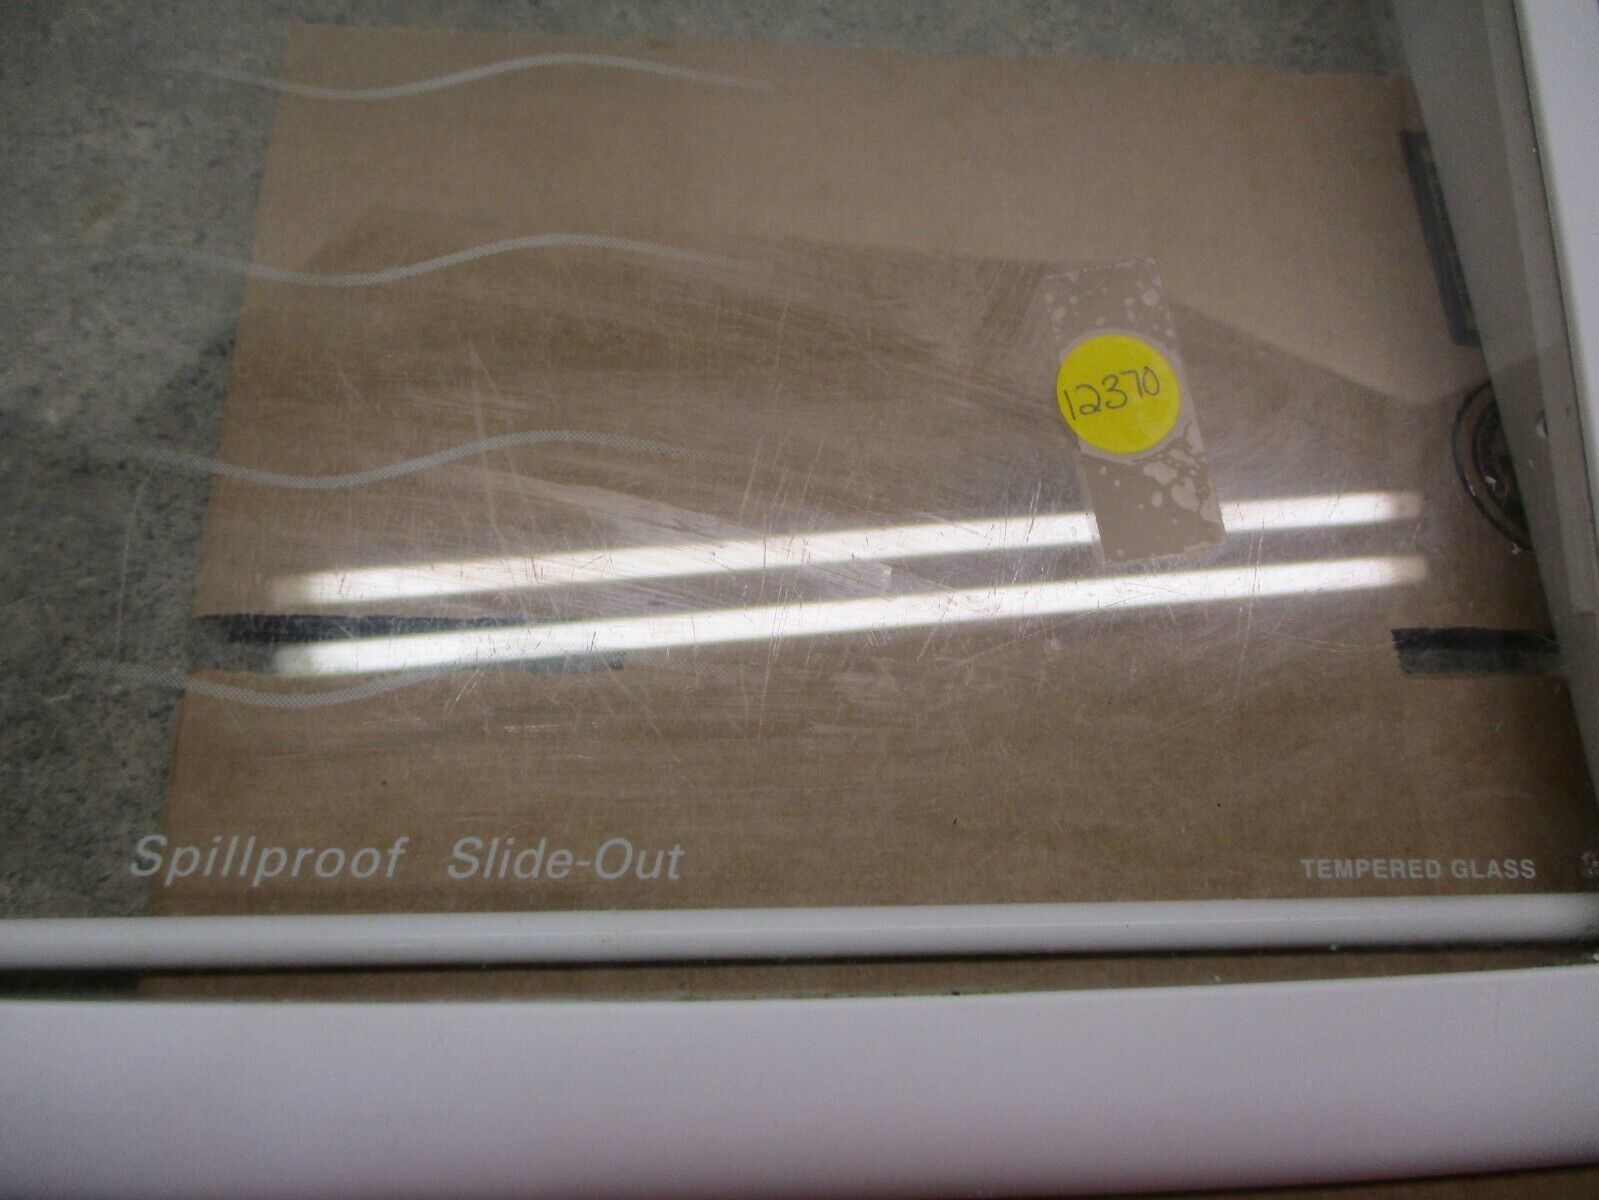 12370
Spillproof Slide-Out
TEMPERED GLASS